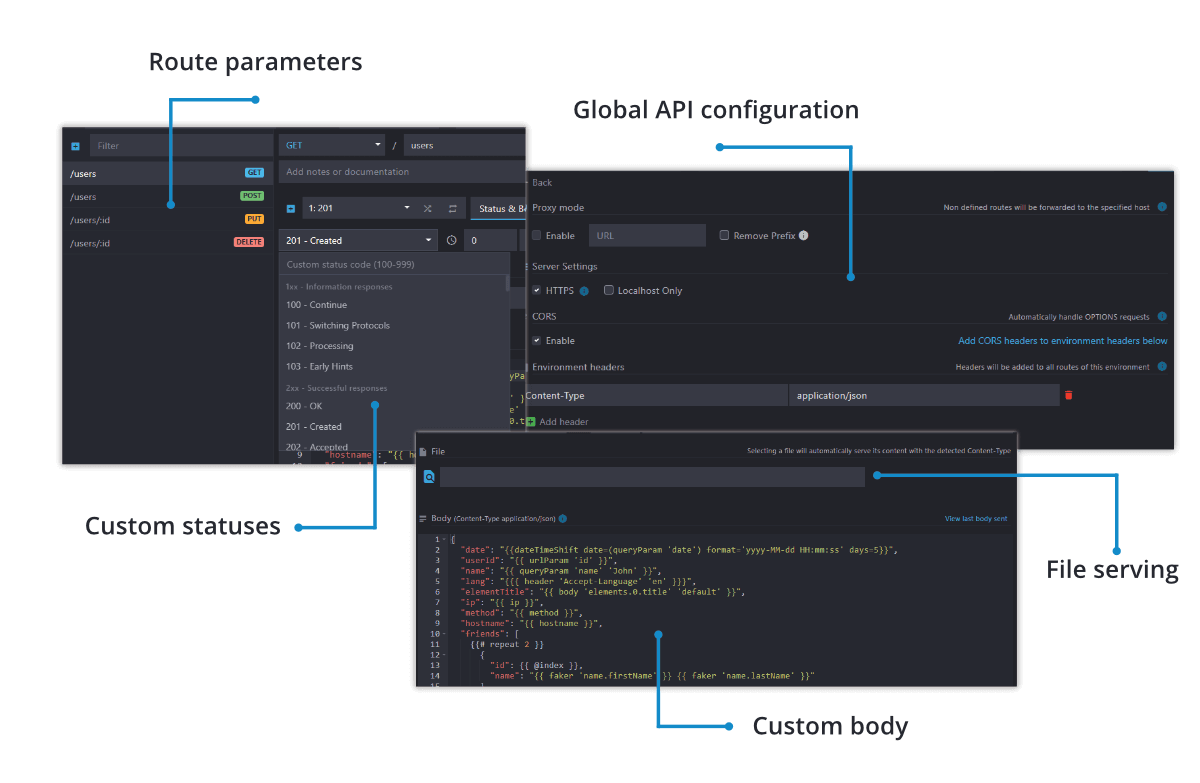 Route parameters
Global API configuration
Filter
GET
/
users
/users GET
Add notes or documentation
/users POST
/users/:id PUT
/users/:id DELETE
1: 201
Status &
201 - Created
0
Custom status code (100-999)
1xx - Information responses
100 - Continue
101 - Switching Protocols
102 - Processing
103 - Early Hints
2xx - Successful responses
200 - OK
201 - Created
202 - Accepted
9 "hostname": "{{
Back
Proxy mode
Non defined routes will be forwarded to the specified host
Enable
URL
Remove Prefix
Server Settings
HTTPS
Localhost Only
CORS
Automatically handle OPTIONS requests
Enable
Add CORS headers to environment headers below
Environment headers
Headers will be added to all routes of this environment
Content-Type
application/json
Add header
File
Selecting a file will automatically serve its content with the detected Content-Type
Body (Content-Type application/json)
View last body sent
1 {
2 "date": "{{dateTimeShift date=(queryParam 'date') format='yyyy-MM-dd HH:mm:ss' days=5}}",
3 "userId": "{{ urlParam 'id' }}",
4 "name": "{{ queryParam 'name' 'John' }}",
5 "lang": "{{{ header 'Accept-Language' 'en' }}}",
6 "elementTitle": "{{ body 'elements.0.title' 'default' }}",
7 "ip": "{{ ip }}",
8 "method": "{{ method }}",
9 "hostname": "{{ hostname }}",
10 "friends": [
11 {{# repeat 2 }}
12 {
13 "id": {{ @index }},
14 "name": "{{ faker 'name.firstName' }} {{ faker 'name.lastName' }}"
Custom statuses
File serving
Custom body